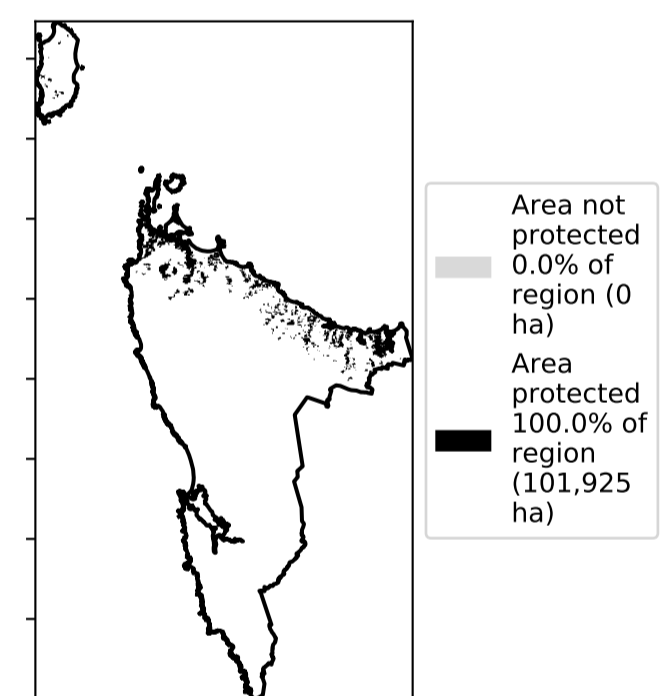 Area not
protected
0.0% of
region (0
ha)
Area
protected
100.0% of
region
(101,925
ha)